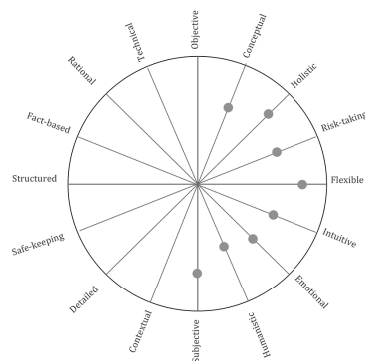 Objective
Conceptual
Holistic
Risk-taking
Flexible
Intuitive
Emotional
Humanistic
Subjective
Contextual
Detailed
Safe-keeping
Structured
Fact-based
Rational
Technical